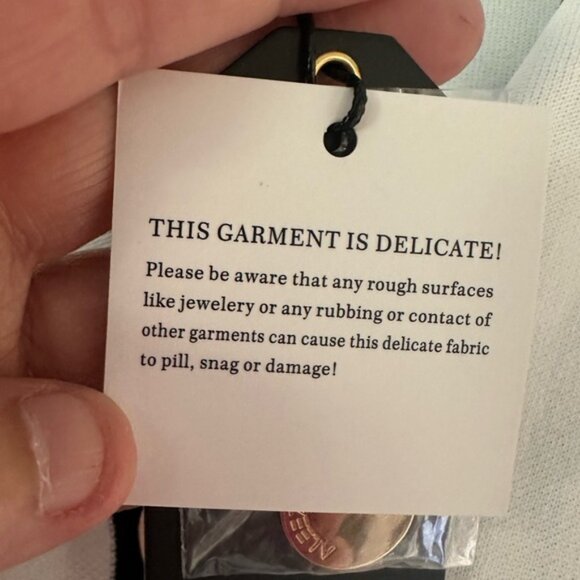 THIS GARMENT IS DELICATE!
Please be aware that any rough surfaces
like jewelery or any rubbing or contact of
other garments can cause this delicate fabric
to pill, snag or damage!